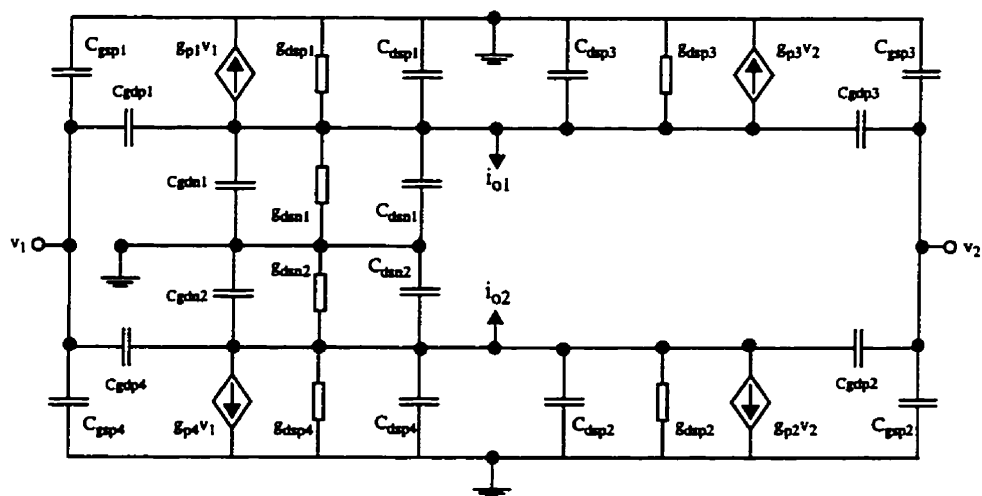 Cgsp1
gp1v1
gdsp1
Cdsp1
Cdsp3
gdsp3
gp3v2
Cgsp3
Cgdp1
Cgdp3
Cgdn1
gdsn1
Cdsn1
io1
v1
v2
Cgdn2
gdsn2
Cdsn2
io2
Cgdp4
Cgdp2
Cgsp4
gp4v1
gdsp4
Cdsp4
Cdsp2
gdsp2
gp2v2
Cgsp2